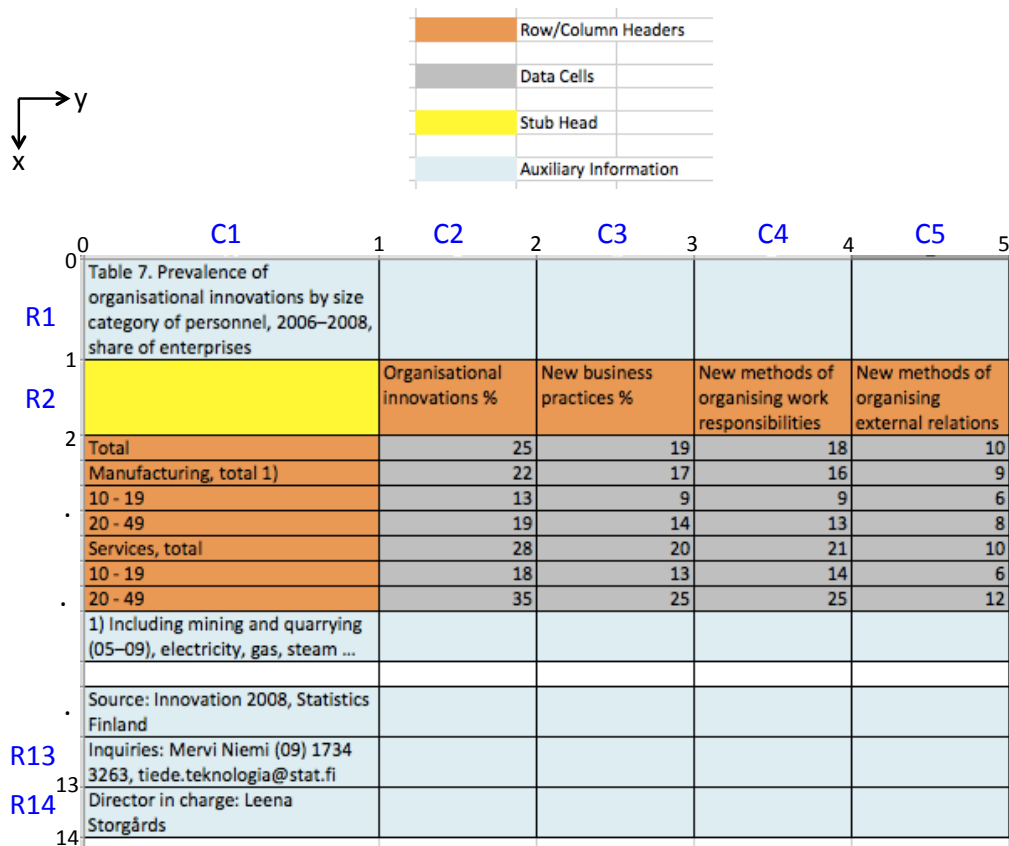 Row/Column Headers
Data Cells
Stub Head
Auxiliary Information
y
x
C1 C2 C3 C4 C5
0 1 2 3 4 5
0
R1
Table 7. Prevalence of
organisational innovations by size
category of personnel, 2006–2008,
share of enterprises
1
R2
Organisational
innovations %
New business
practices %
New methods of
organising work
responsibilities
New methods of
organising
external relations
2
Total 25 19 18 10
Manufacturing, total 1) 22 17 16 9
10 - 19 13 9 9 6
.
20 - 49 19 14 13 8
Services, total 28 20 21 10
10 - 19 18 13 14 6
.
20 - 49 35 25 25 12
1) Including mining and quarrying
(05–09), electricity, gas, steam ...
.
Source: Innovation 2008, Statistics
Finland
R13
Inquiries: Mervi Niemi (09) 1734
3263, tiede.teknologia@stat.fi
13
R14
Director in charge: Leena
Storgårds
14